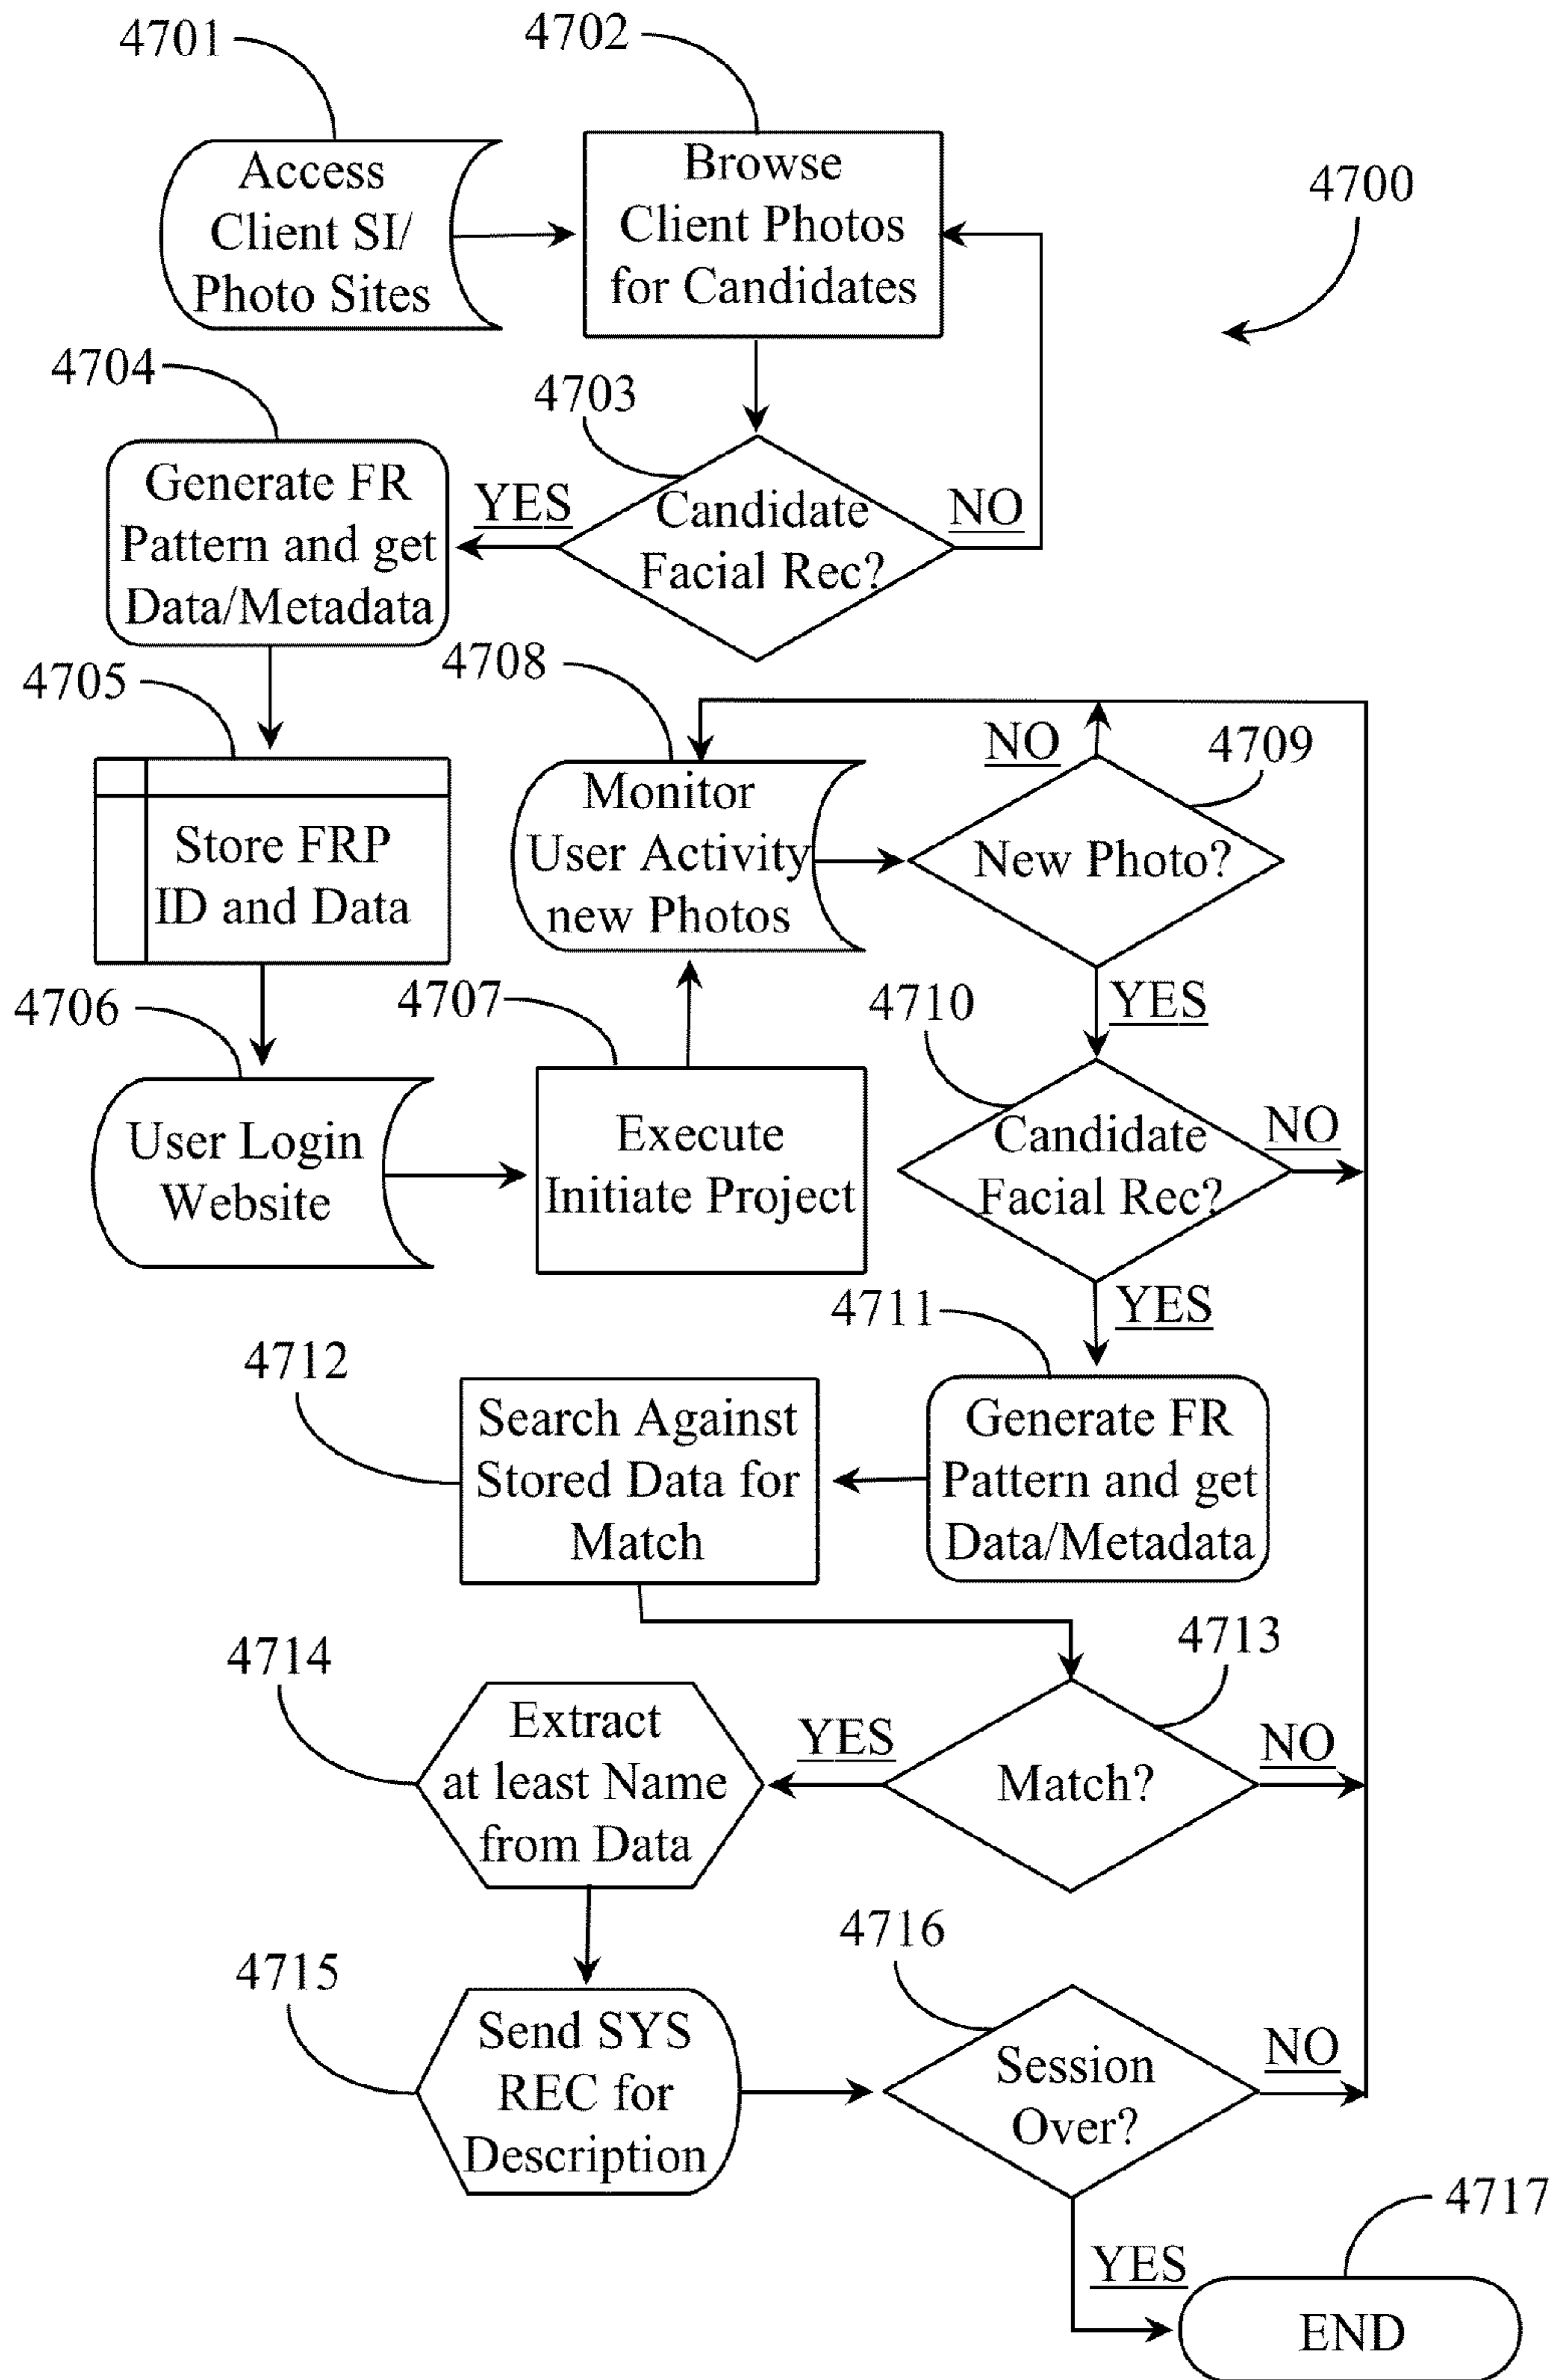 4701
4702
4700
Access
Client SI/
Photo Sites
Browse
Client Photos
for Candidates
4704
4703
Generate FR
Pattern and get
Data/Metadata
YES
Candidate
Facial Rec?
NO
4705
4708
4709
Store FRP
ID and Data
Monitor
User Activity
new Photos
NO
New Photo?
YES
4706
4707
4710
User Login
Website
Execute
Initiate Project
Candidate
Facial Rec?
NO
YES
4711
4712
Search Against
Stored Data for
Match
Generate FR
Pattern and get
Data/Metadata
4713
4714
Extract
at least Name
from Data
YES
Match?
NO
4716
4715
Send SYS
REC for
Description
Session
Over?
NO
YES
4717
END